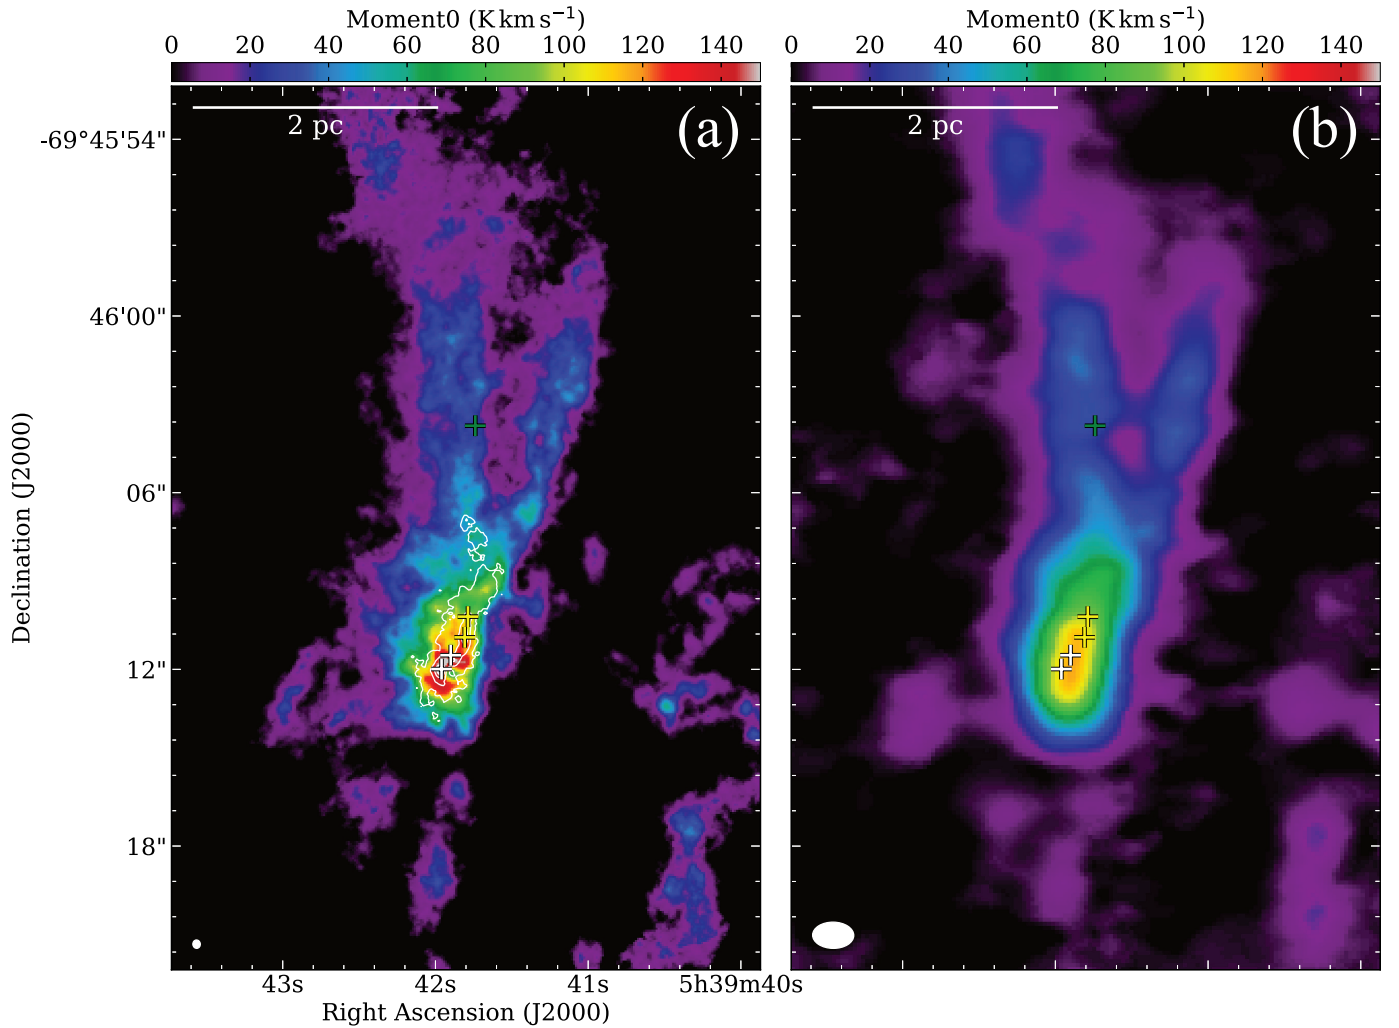 Moment0 (K km s⁻¹)
0 20 40 60 80 100 120 140
Moment0 (K km s⁻¹)
0 20 40 60 80 100 120 140
2 pc
(a)
2 pc
(b)
-69°45'54"
46'00"
06"
12"
18"
Declination (J2000)
43s 42s 41s 5h39m40s
Right Ascension (J2000)